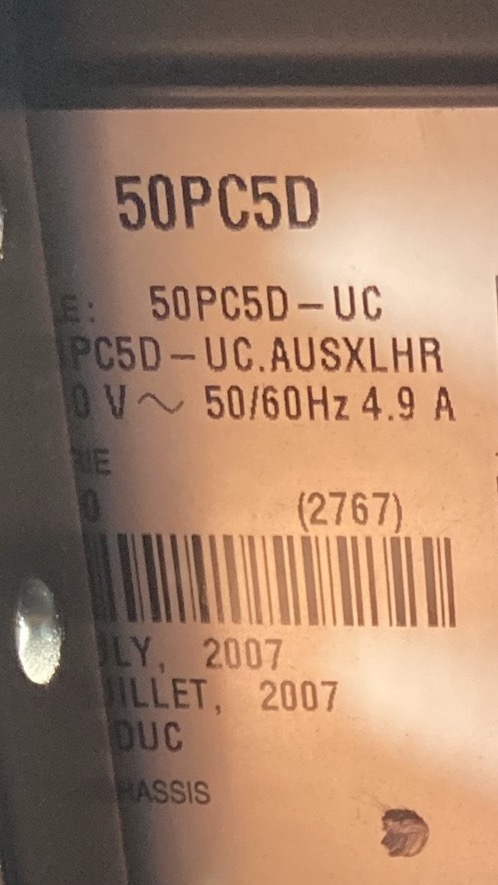 50PC5D
E: 50PC5D-UC
PC5D-UC.AUSXLHR
0 V~ 50/60Hz 4.9 A
IE
0 (2767)
LY, 2007
ILLET, 2007
DUC
HASSIS